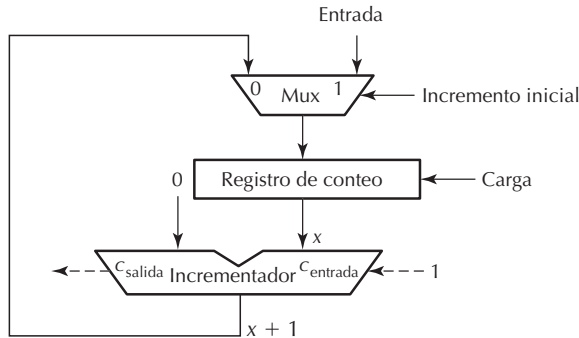 Entrada
0 Mux 1
Incremento inicial
0
Registro de conteo
Carga
x
Csalida Incrementador Centrada
1
x + 1